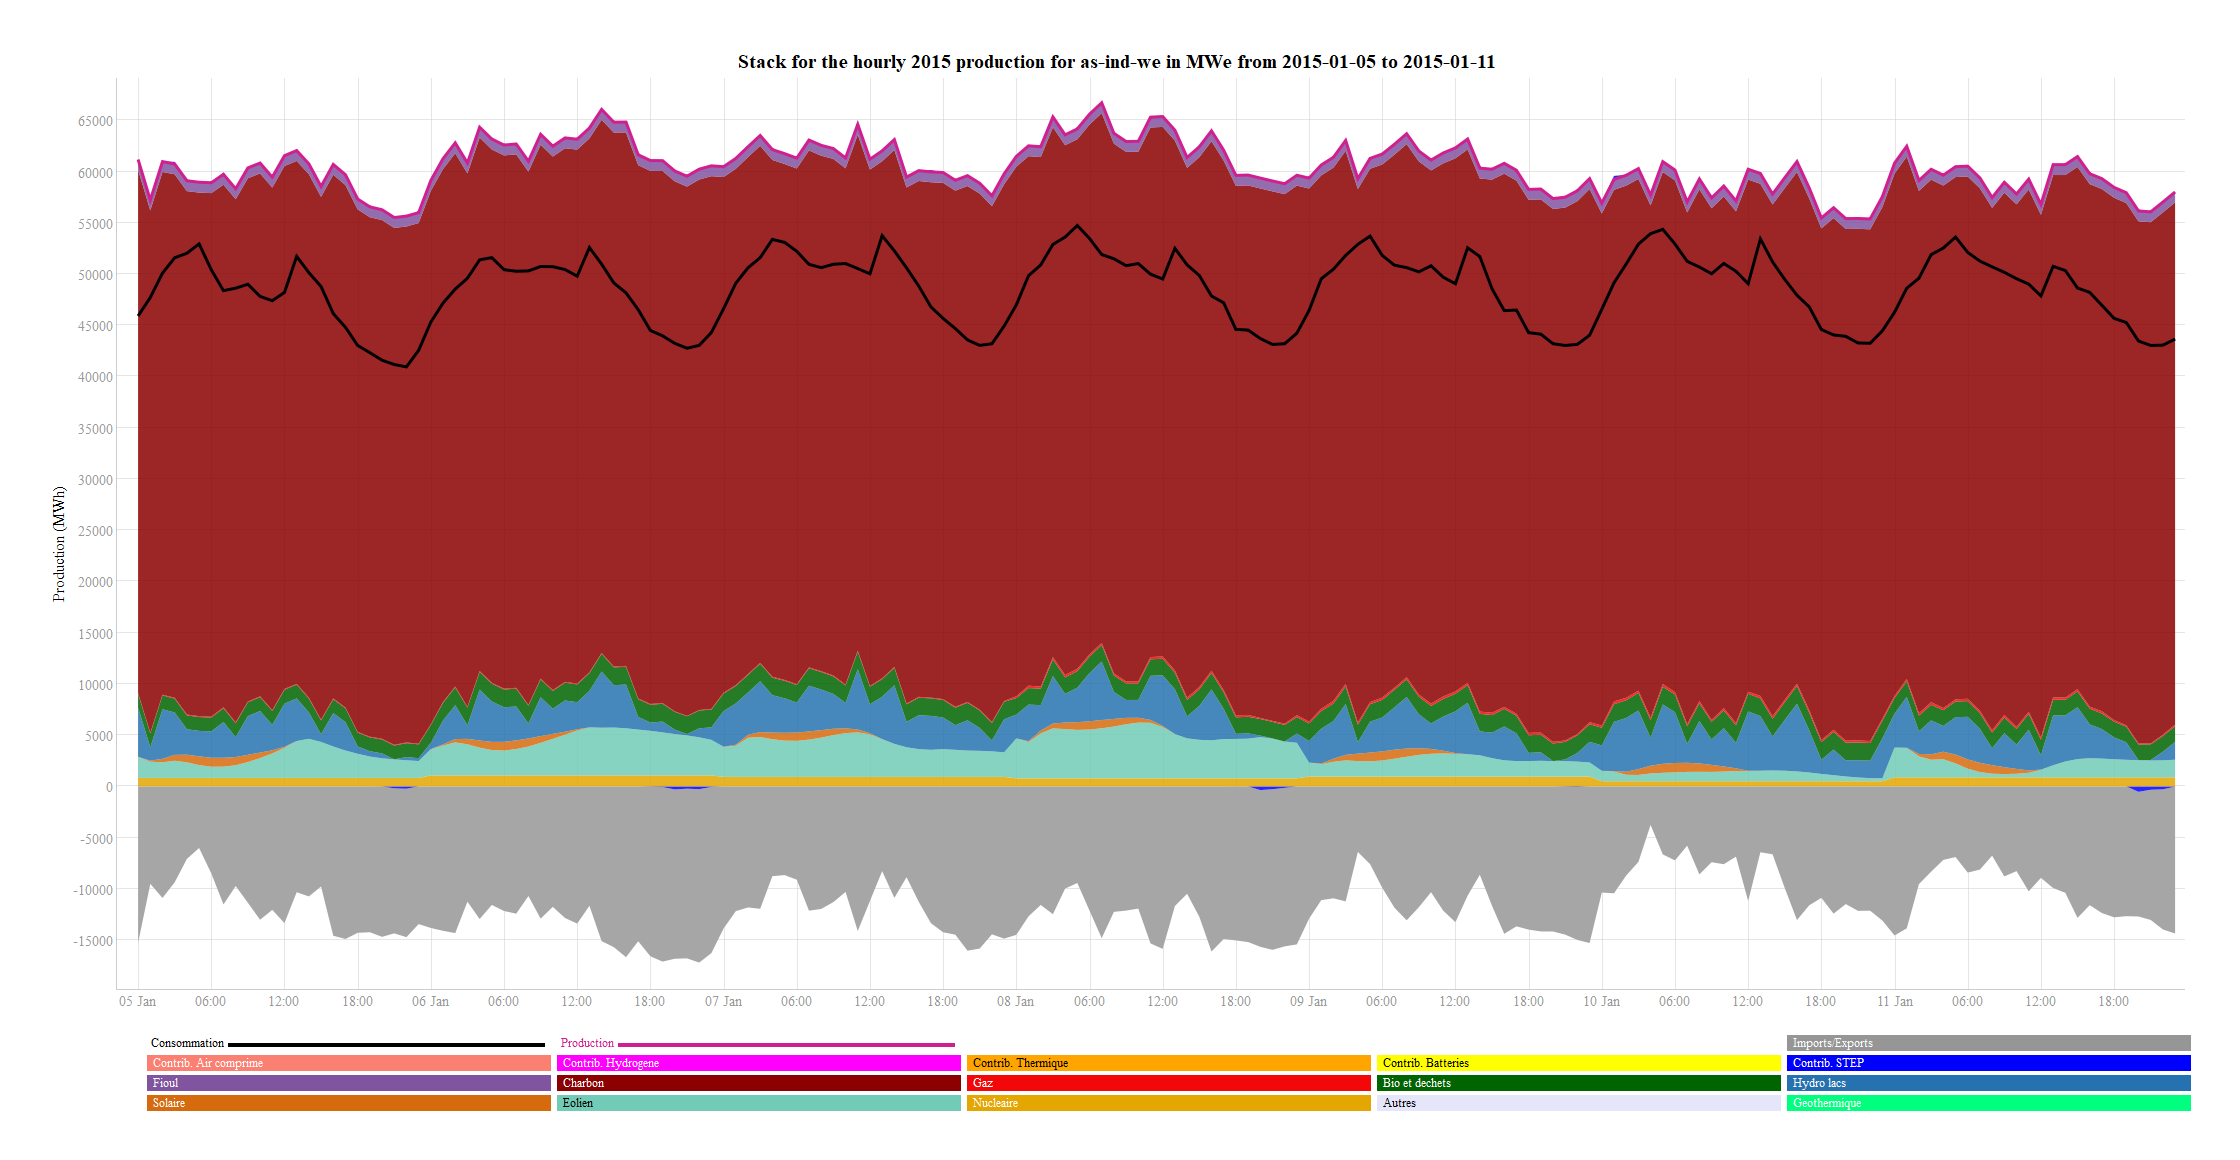 Stack for the hourly 2015 production for as-ind-we in MWe from 2015-01-05 to 2015-01-11
65000
60000
55000
50000
45000
40000
35000
30000
25000
20000
15000
10000
5000
0
-5000
-10000
-15000
Production (MWh)
05 Jan 06:00 12:00 18:00 06 Jan 06:00 12:00 18:00 07 Jan 06:00 12:00 18:00 08 Jan 06:00 12:00 18:00 09 Jan 06:00 12:00 18:00 10 Jan 06:00 12:00 18:00 11 Jan 06:00 12:00 18:00
Consommation Production Imports/Exports
Contrib. Air comprime Contrib. Hydrogene Contrib. Thermique Contrib. Batteries Contrib. STEP
Fioul Charbon Gaz Bio et dechets Hydro lacs
Solaire Eolien Nucleaire Autres Geothermique